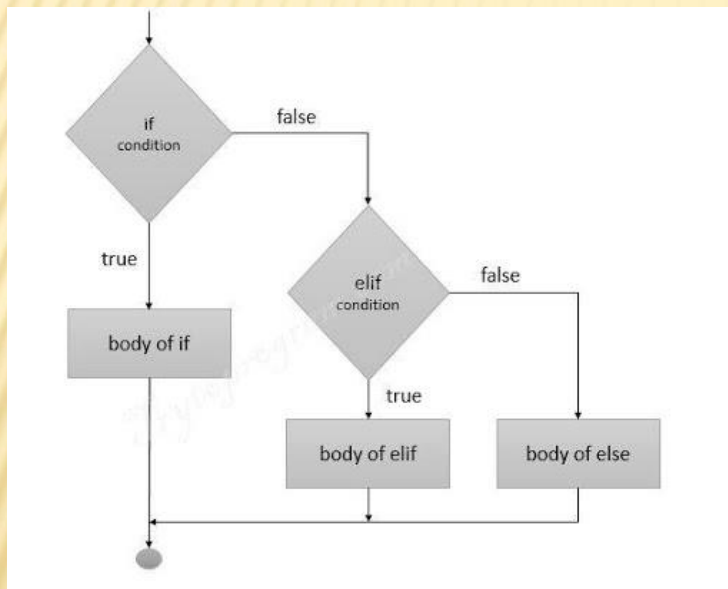 if
condition
false
true
elif
condition
false
body of if
true
body of elif
body of else